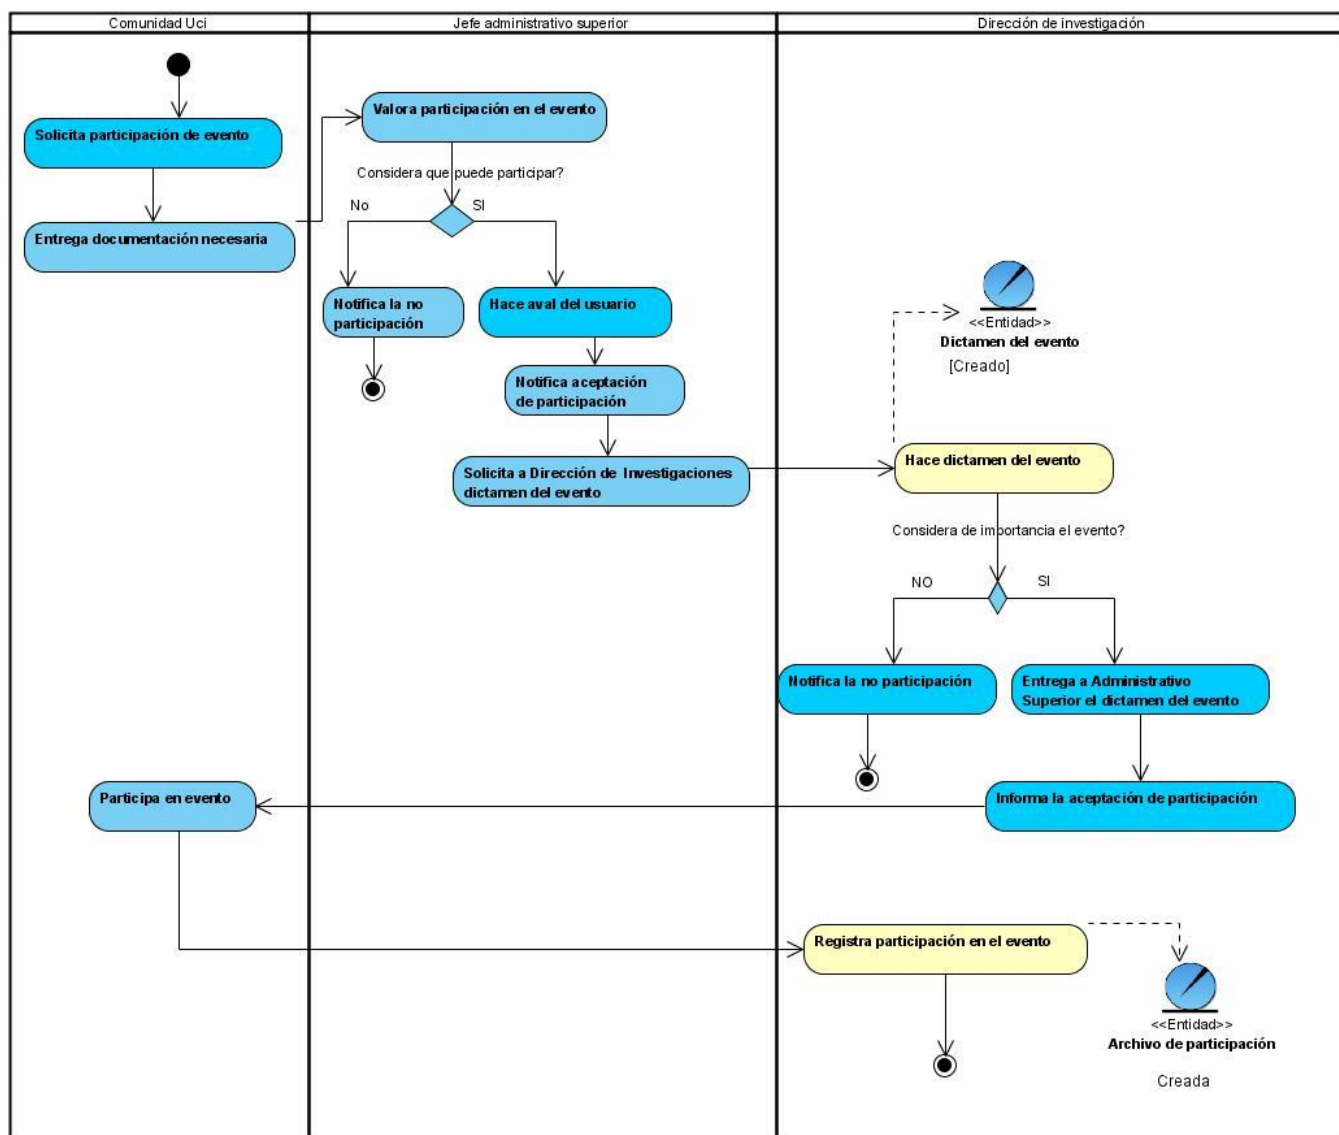 Comunidad Uci
Jefe administrativo superior
Dirección de investigación
Solicita participación de evento
Entrega documentación necesaria
Valora participación en el evento
Considera que puede participar?
No
SI
Notifica la no
participación
Hace aval del usuario
Notifica aceptación
de participación
Solicita a Dirección de Investigaciones
dictamen del evento
<<Entidad>>
Dictamen del evento
[Creado]
Hace dictamen del evento
Considera de importancia el evento?
NO
SI
Notifica la no participación
Entrega a Administrativo
Superior el dictamen del evento
Informa la aceptación de participación
Participa en evento
Registra participación en el evento
<<Entidad>>
Archivo de participación
Creada